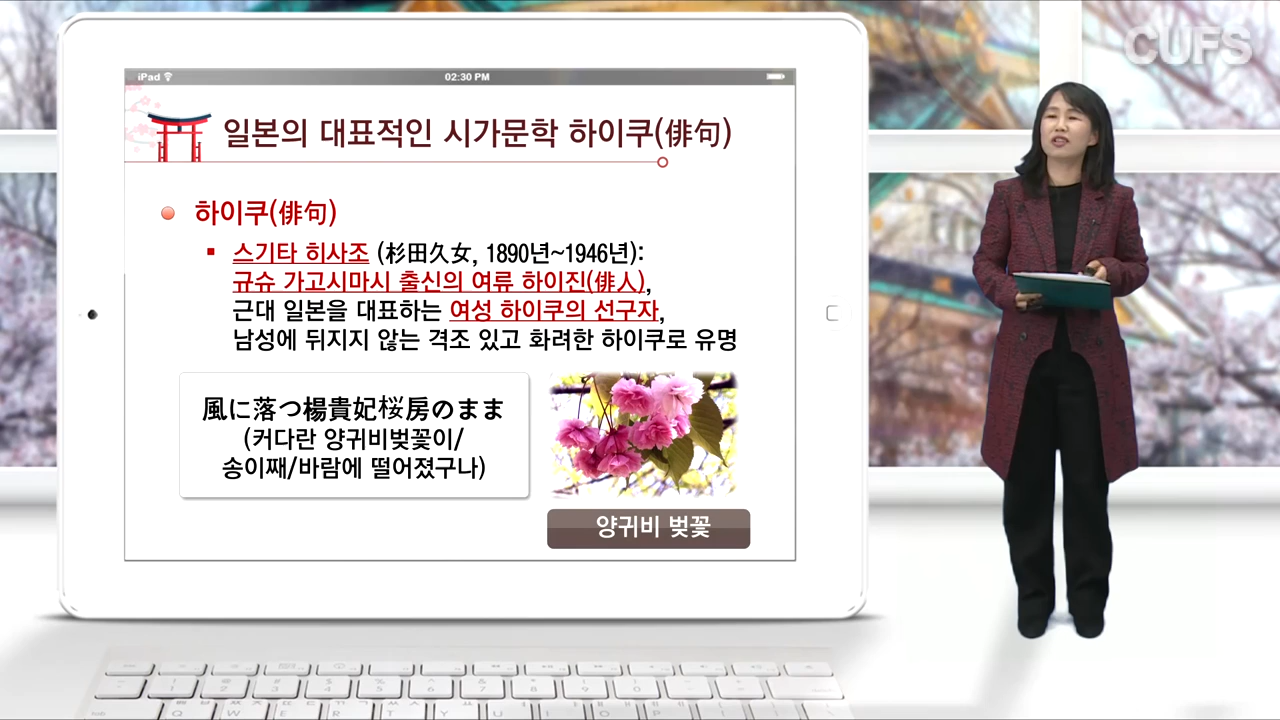 CUFS
iPad
02:30 PM
일본의 대표적인 시가문학 하이쿠(俳句)
하이쿠(俳句)
스기타 히사조 (杉田久女, 1890년~1946년):
규슈 가고시마시 출신의 여류 하이진(俳人),
근대 일본을 대표하는 여성 하이쿠의 선구자,
남성에 뒤지지 않는 격조 있고 화려한 하이쿠로 유명
風に落つ楊貴妃桜房のまま
(커다란 양귀비벚꽃이/
송이째/바람에 떨어졌구나)
양귀비 벚꽃